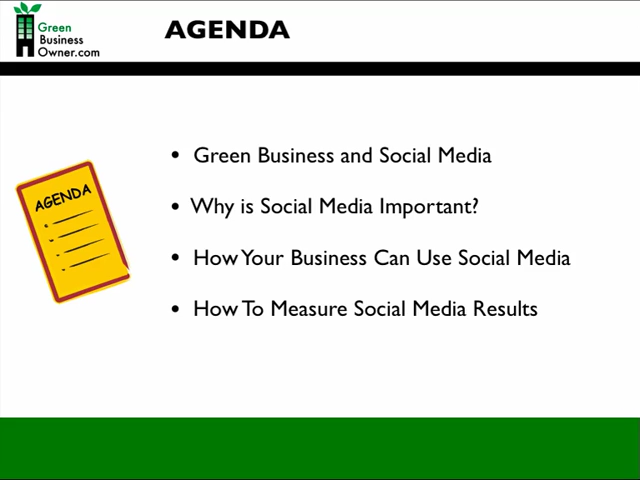 Green
Business
Owner.com
AGENDA
AGENDA
• Green Business and Social Media
• Why is Social Media Important?
• How Your Business Can Use Social Media
• How To Measure Social Media Results